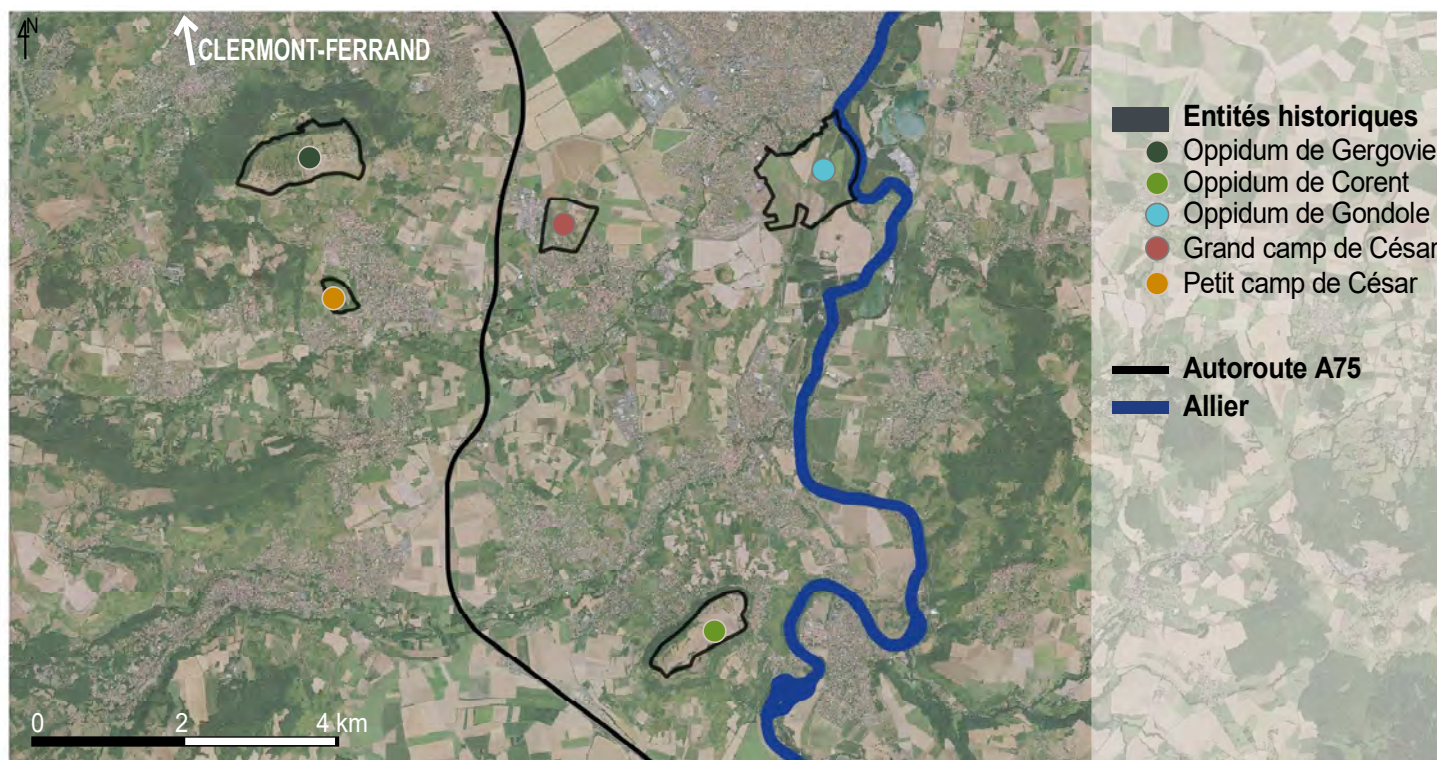 N
CLERMONT-FERRAND
Entités historiques
Oppidum de Gergovie
Oppidum de Corent
Oppidum de Gondole
Grand camp de César
Petit camp de César
Autoroute A75
Allier
0 2 4 km